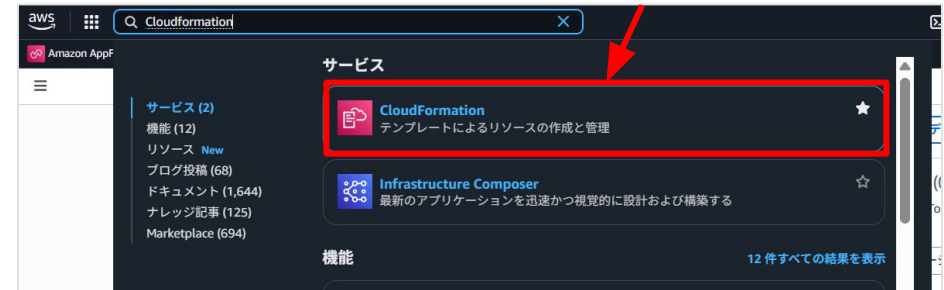 aws
Cloudformation
Amazon AppF
サービス
サービス (2)
機能 (12)
リソース New
ブログ投稿 (68)
ドキュメント (1,644)
ナレッジ記事 (125)
Marketplace (694)
CloudFormation
テンプレートによるリソースの作成と管理
Infrastructure Composer
最新のアプリケーションを迅速かつ視覚的に設計および構築する
機能
12 件すべての結果を表示